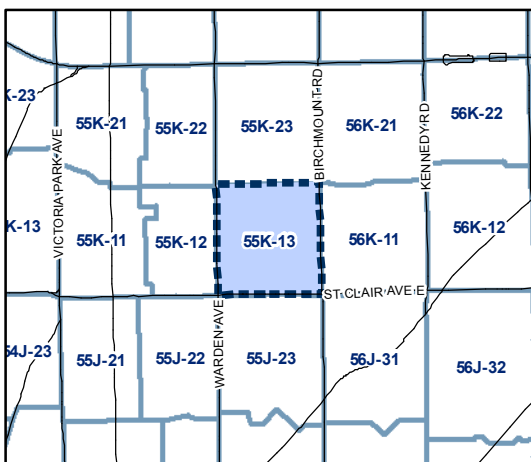 K-23
55K-21
55K-22
55K-23
56K-21
56K-22
VICTORIA PARK AVE
BIRCHMOUNT RD
KENNEDY RD
K-13
55K-11
55K-12
55K-13
56K-11
56K-12
ST CLAIR AVE E
WARDEN AVE
54J-23
55J-21
55J-22
55J-23
56J-31
56J-32